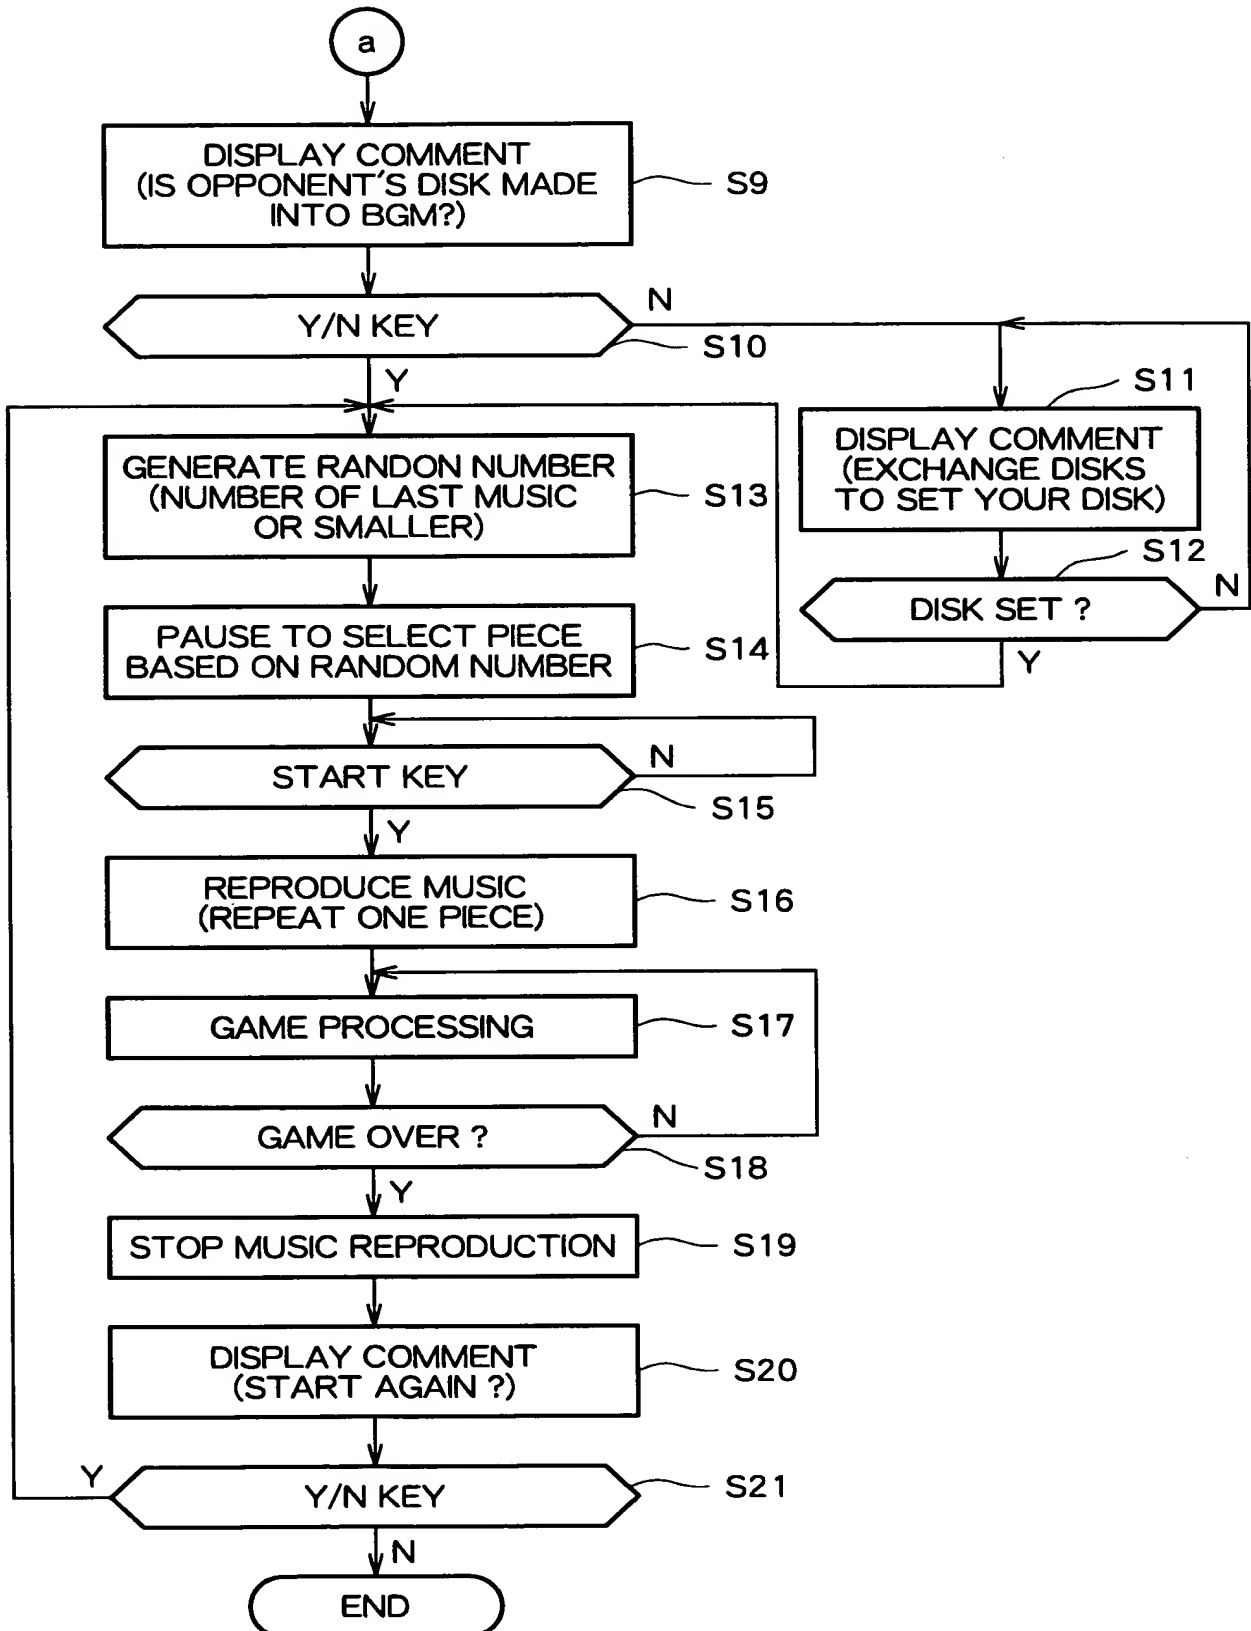 a
DISPLAY COMMENT
(IS OPPONENT'S DISK MADE
INTO BGM?)
S9
Y/N KEY
N
S10
Y
S11
DISPLAY COMMENT
(EXCHANGE DISKS
TO SET YOUR DISK)
S12
DISK SET ?
N
Y
GENERATE RANDON NUMBER
(NUMBER OF LAST MUSIC
OR SMALLER)
S13
PAUSE TO SELECT PIECE
BASED ON RANDOM NUMBER
S14
START KEY
N
S15
Y
REPRODUCE MUSIC
(REPEAT ONE PIECE)
S16
GAME PROCESSING
S17
GAME OVER ?
N
S18
Y
STOP MUSIC REPRODUCTION
S19
DISPLAY COMMENT
(START AGAIN ?)
S20
Y
Y/N KEY
S21
N
END